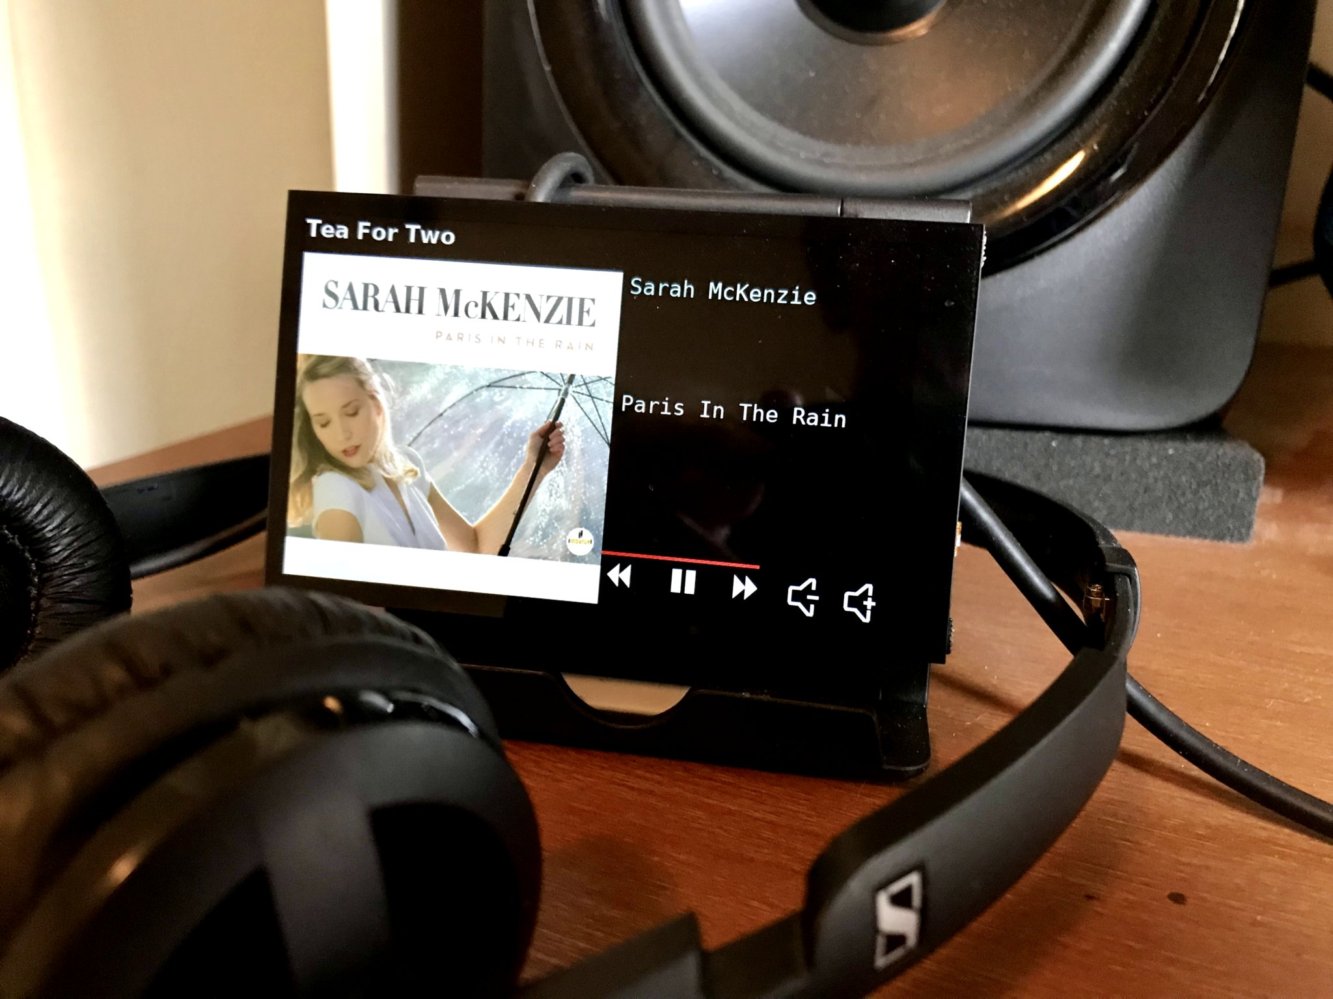 Tea For Two
SARAH McKENZIE
PARIS IN THE RAIN
Sarah McKenzie
Paris In The Rain